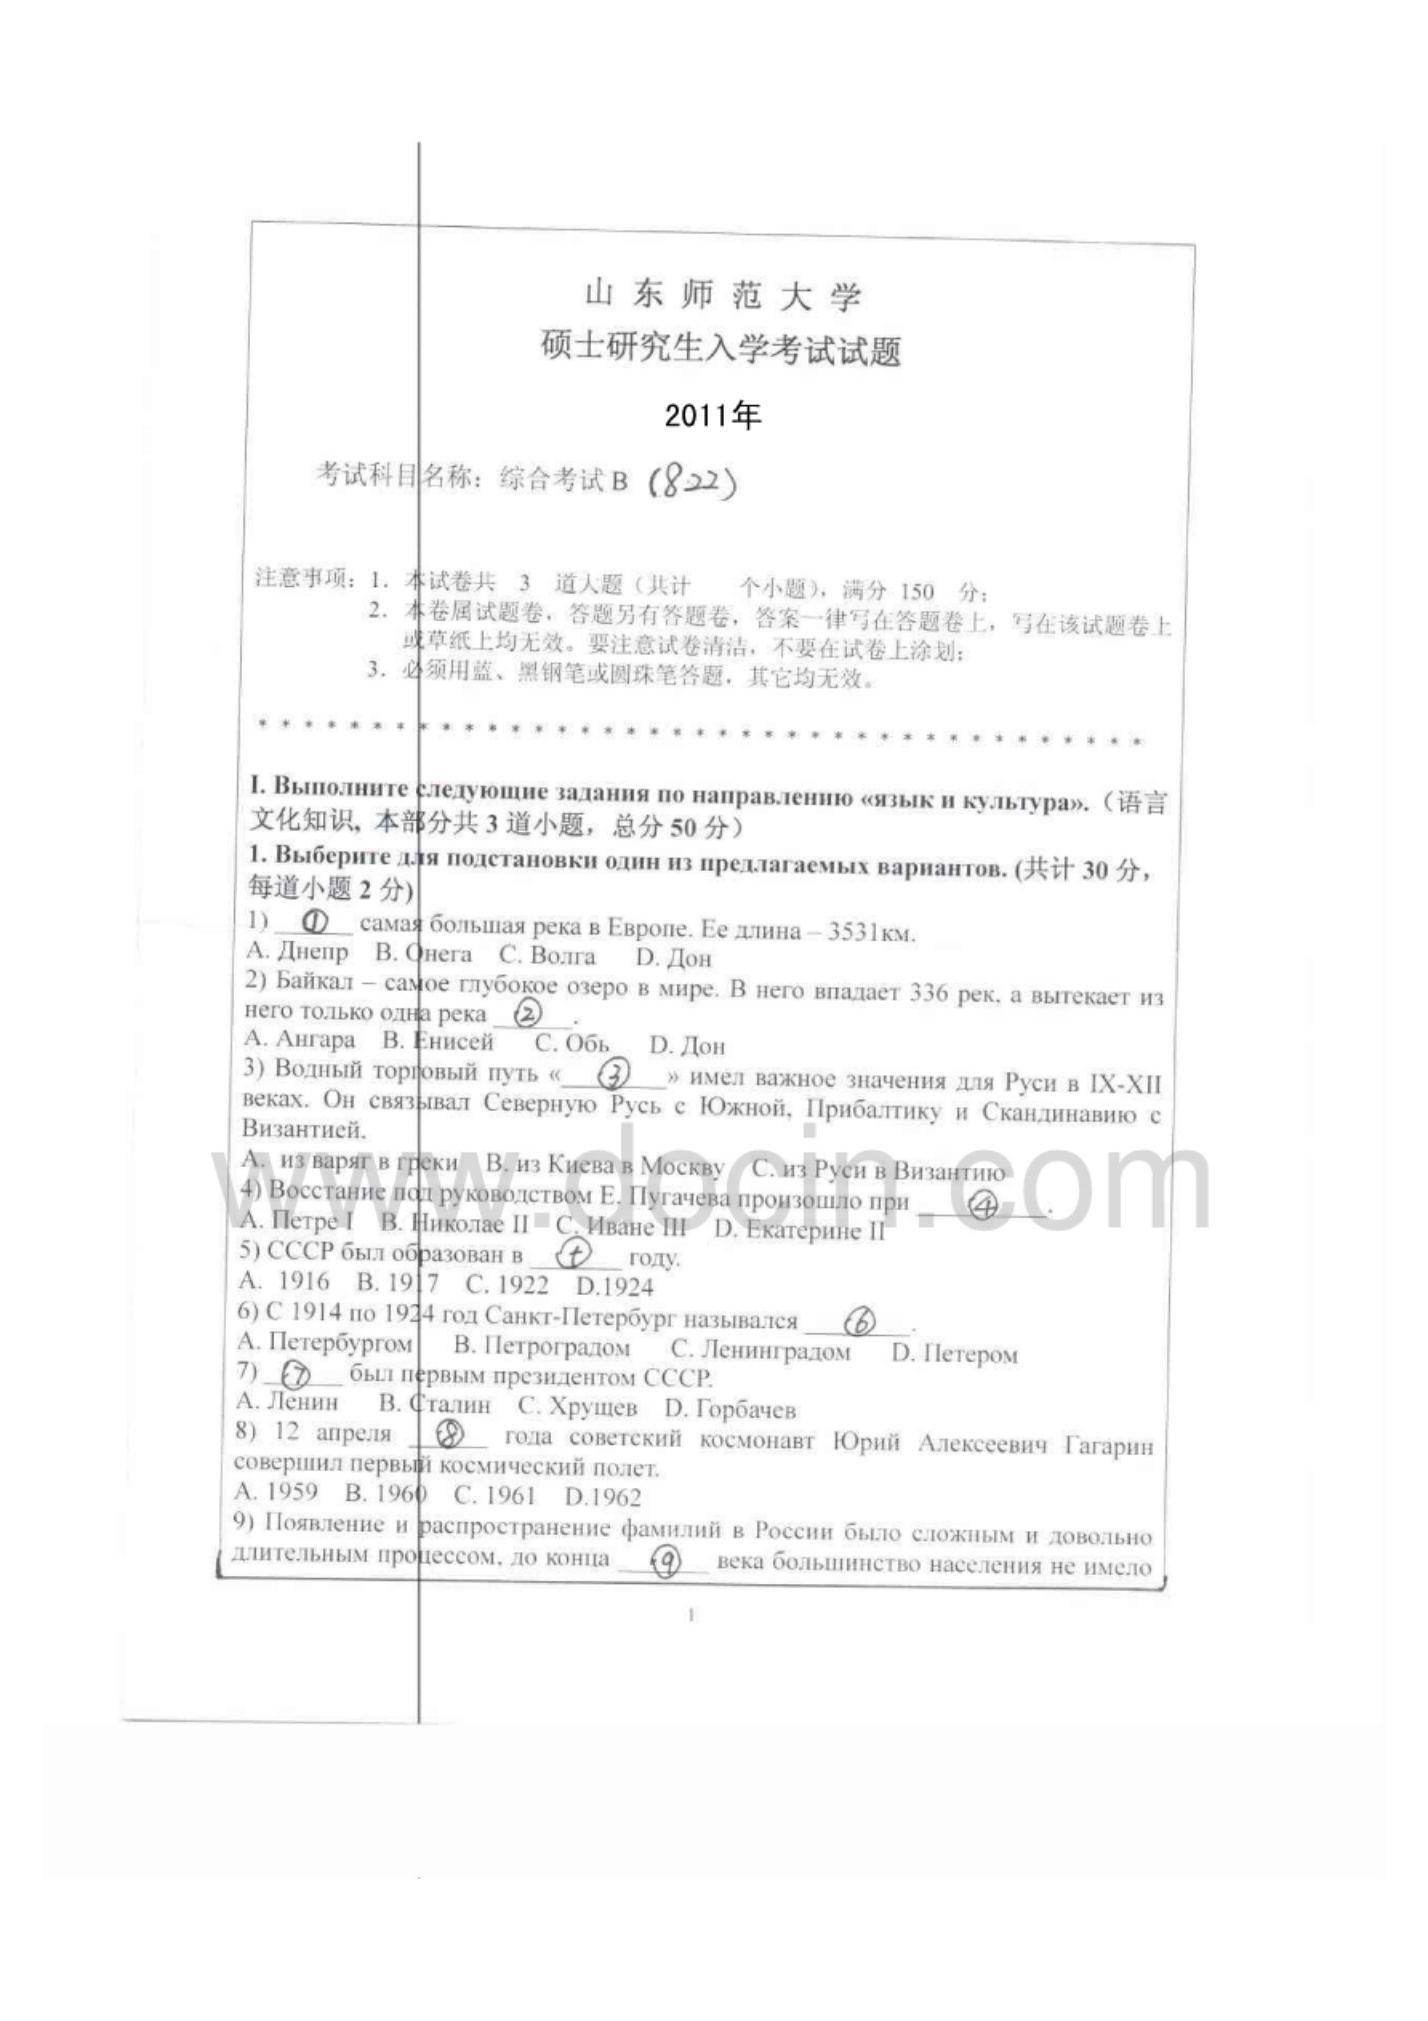 山东师范大学
硕士研究生入学考试试题
2011年
考试科目名称：综合考试 B (822)
注意事项：1．本试卷共 3 道大题（共计 个小题），满分 150 分；
2．本卷属试题卷，答题另有答题卷，答案一律写在答题卷上，写在该试题卷上
或草纸上均无效。要注意试卷清洁，不要在试卷上涂划；
3．必须用蓝、黑钢笔或圆珠笔答题，其它均无效。
* * * * * * * * * * * * * * * * * * * * * * * * * * * * * * * * * * * * * * *
I. Выполните следующие задания по направлению «язык и культура».（语言
文化知识, 本部分共 3 道小题，总分 50 分）
1. Выберите для подстановки один из предлагаемых вариантов. (共计 30 分，
每道小题 2 分)
1) ① самая большая река в Европе. Ее длина – 3531км.
A. Днепр B. Онега C. Волга D. Дон
2) Байкал – самое глубокое озеро в мире. В него впадает 336 рек, а вытекает из
него только одна река ② .
A. Ангара B. Енисей C. Обь D. Дон
3) Водный торговый путь « ③ » имел важное значения для Руси в IX-XII
веках. Он связывал Северную Русь с Южной, Прибалтику и Скандинавию с
Византией.
A. из варяг в греки B. из Киева в Москву C. из Руси в Византию
4) Восстание под руководством Е. Пугачева произошло при ④ .
A. Петре I B. Николае II C. Иване III D. Екатерине II
5) СССР был образован в году.
A. 1916 B. 1917 C. 1922 D.1924
6) С 1914 по 1924 год Санкт-Петербург назывался ⑥ .
A. Петербургом B. Петроградом C. Ленинградом D. Петером
7) ⑦ был первым президентом СССР.
A. Ленин B. Сталин C. Хрущев D. Горбачев
8) 12 апреля ⑧ года советский космонавт Юрий Алексеевич Гагарин
совершил первый космический полет.
A. 1959 B. 1960 C. 1961 D.1962
9) Появление и распространение фамилий в России было сложным и довольно
длительным процессом, до конца ⑨ века большинство населения не имело
1
www.docin.com